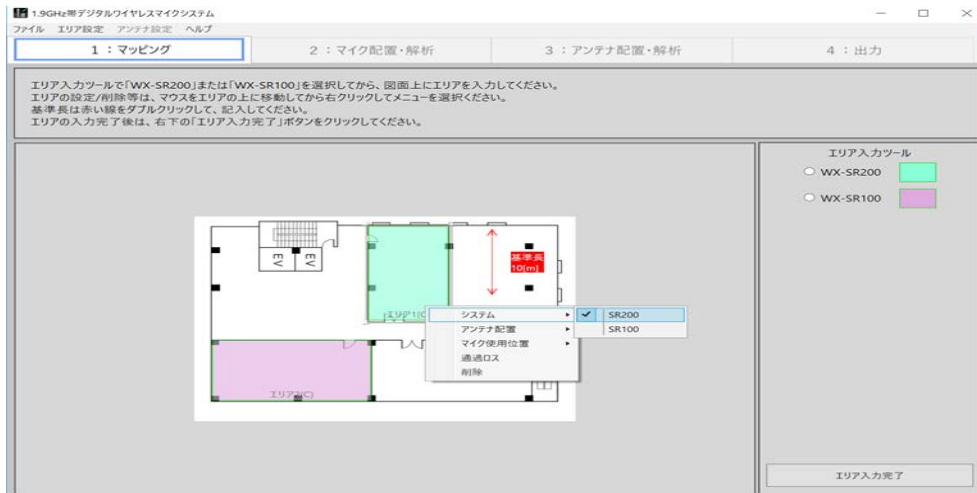 1.9GHz帯デジタルワイヤレスマイクシステム
ファイル エリア設定 アンテナ設定 ヘルプ
1：マッピング
2：マイク配置・解析
3：アンテナ配置・解析
4：出力
エリア入力ツールで「WX-SR200」または「WX-SR100」を選択してから、図面上にエリアを入力してください。
エリアの設定/削除等は、マウスをエリアの上に移動してから右クリックしてメニューを選択ください。
基準長は赤い線をダブルクリックして、記入してください。
エリアの入力完了後は、右下の「エリア入力完了」ボタンをクリックしてください。
エリア入力ツール
WX-SR200
WX-SR100
EV
EV
基準長
10[m]
エリア1(C
システム
アンテナ配置
マイク使用位置
通過ロス
削除
SR200
SR100
エリア2(C)
エリア入力完了